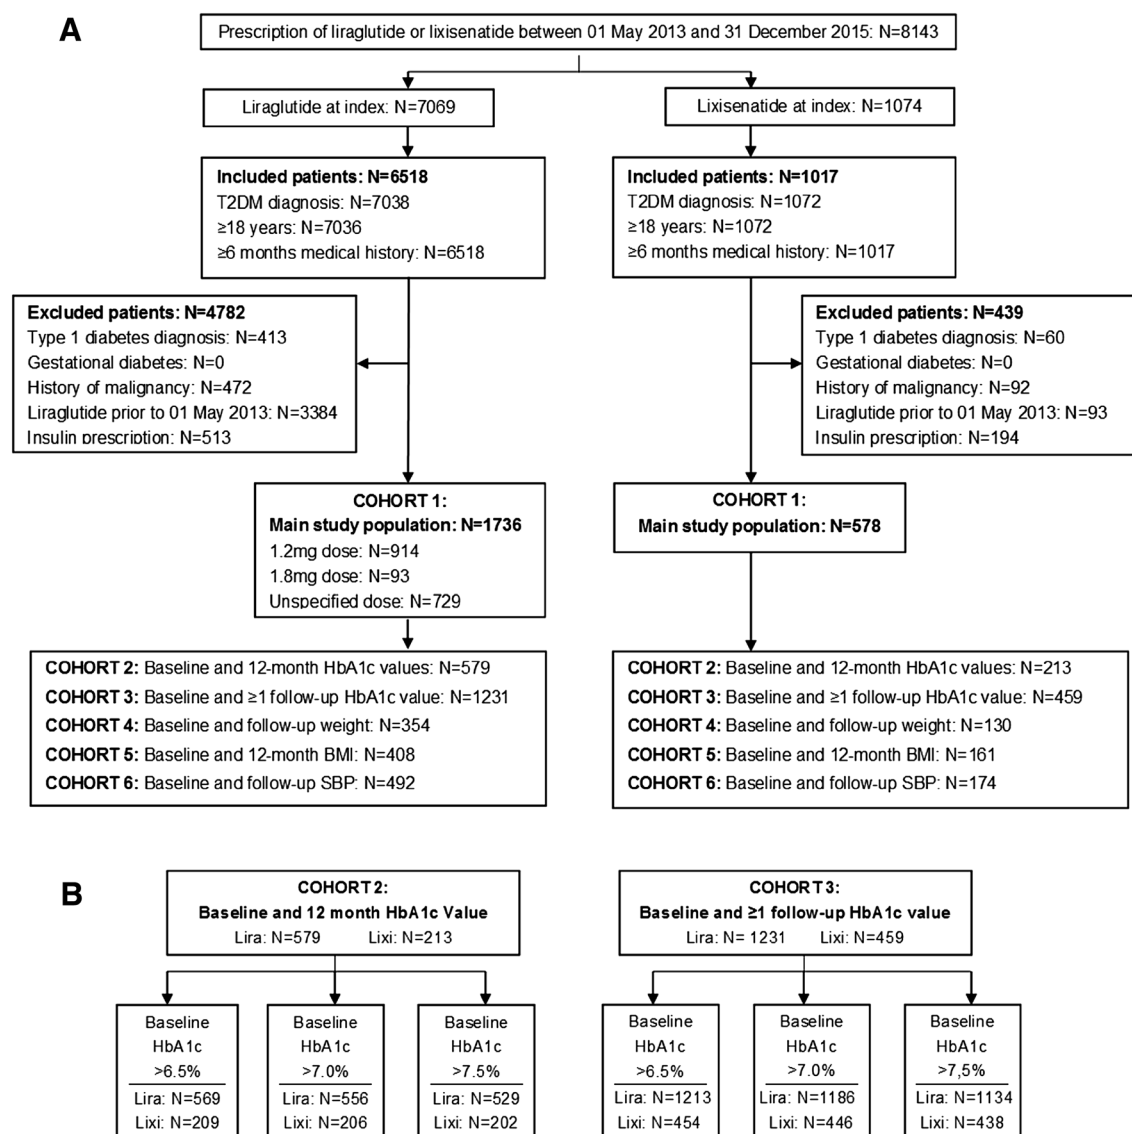 A
Prescription of liraglutide or lixisenatide between 01 May 2013 and 31 December 2015: N=8143
Liraglutide at index: N=7069
Lixisenatide at index: N=1074
Included patients: N=6518
T2DM diagnosis: N=7038
≥18 years: N=7036
≥6 months medical history: N=6518
Included patients: N=1017
T2DM diagnosis: N=1072
≥18 years: N=1072
≥6 months medical history: N=1017
Excluded patients: N=4782
Type 1 diabetes diagnosis: N=413
Gestational diabetes: N=0
History of malignancy: N=472
Liraglutide prior to 01 May 2013: N=3384
Insulin prescription: N=513
Excluded patients: N=439
Type 1 diabetes diagnosis: N=60
Gestational diabetes: N=0
History of malignancy: N=92
Liraglutide prior to 01 May 2013: N=93
Insulin prescription: N=194
COHORT 1:
Main study population: N=1736
1.2mg dose: N=914
1.8mg dose: N=93
Unspecified dose: N=729
COHORT 1:
Main study population: N=578
COHORT 2: Baseline and 12-month HbA1c values: N=579
COHORT 3: Baseline and ≥1 follow-up HbA1c value: N=1231
COHORT 4: Baseline and follow-up weight: N=354
COHORT 5: Baseline and 12-month BMI: N=408
COHORT 6: Baseline and follow-up SBP: N=492
COHORT 2: Baseline and 12-month HbA1c values: N=213
COHORT 3: Baseline and ≥1 follow-up HbA1c value: N=459
COHORT 4: Baseline and follow-up weight: N=130
COHORT 5: Baseline and 12-month BMI: N=161
COHORT 6: Baseline and follow-up SBP: N=174
B
COHORT 2:
Baseline and 12 month HbA1c Value
Lira: N=579 Lixi: N=213
COHORT 3:
Baseline and ≥1 follow-up HbA1c value
Lira: N= 1231 Lixi: N=459
Baseline
HbA1c
>6.5%
Lira: N=569
Lixi: N=209
Baseline
HbA1c
>7.0%
Lira: N=556
Lixi: N=206
Baseline
HbA1c
>7.5%
Lira: N=529
Lixi: N=202
Baseline
HbA1c
>6.5%
Lira: N=1213
Lixi: N=454
Baseline
HbA1c
>7.0%
Lira: N=1186
Lixi: N=446
Baseline
HbA1c
>7,5%
Lira: N=1134
Lixi: N=438